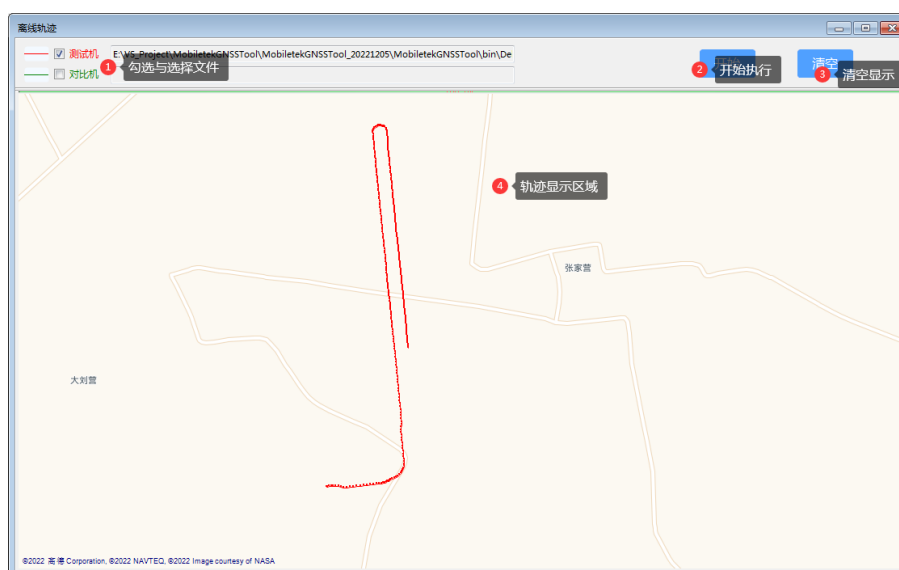 离线轨迹
测试机 E:\VS_Project\MobiletekGNSSTool\MobiletekGNSSTool_20221205\MobiletekGNSSTool\bin\De
对比机
1 勾选与选择文件
2 开始执行
清空
3 清空显示
4 轨迹显示区域
张家营
大刘营
©2022 高德 Corporation, ©2022 NAVTEQ, ©2022 Image courtesy of NASA